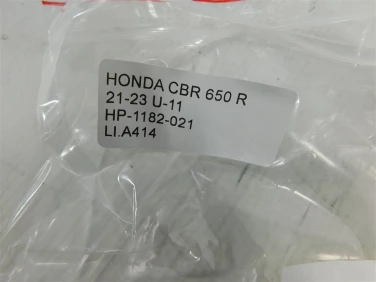 HONDA CBR 650 R
21-23 U-11
HP-1182-021
LI.A414